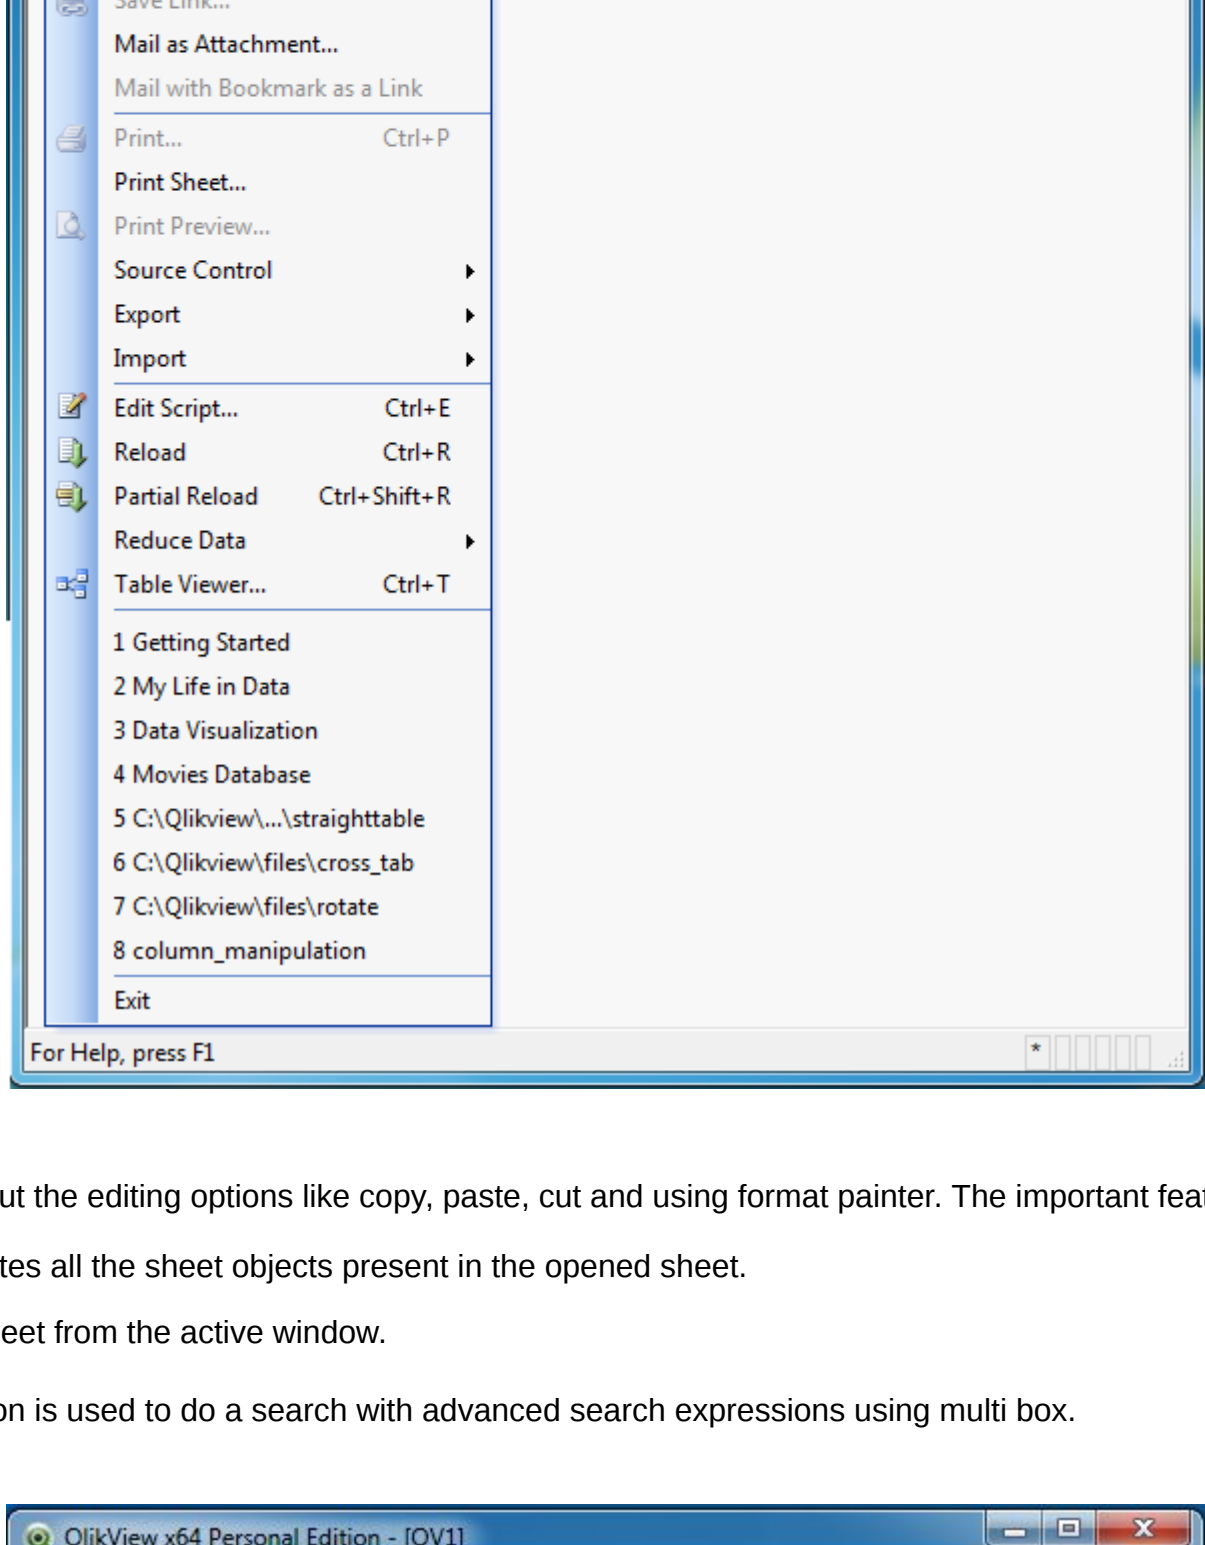 Save Link...
Mail as Attachment...
Mail with Bookmark as a Link
Print... Ctrl+P
Print Sheet...
Print Preview...
Source Control
Export
Import
Edit Script... Ctrl+E
Reload Ctrl+R
Partial Reload Ctrl+Shift+R
Reduce Data
Table Viewer... Ctrl+T
1 Getting Started
2 My Life in Data
3 Data Visualization
4 Movies Database
5 C:\Qlikview\...\straighttable
6 C:\Qlikview\files\cross_tab
7 C:\Qlikview\files\rotate
8 column_manipulation
Exit
For Help, press F1 *
ut the editing options like copy, paste, cut and using format painter. The important feat
tes all the sheet objects present in the opened sheet.
eet from the active window.
on is used to do a search with advanced search expressions using multi box.
QlikView x64 Personal Edition - [QV1]